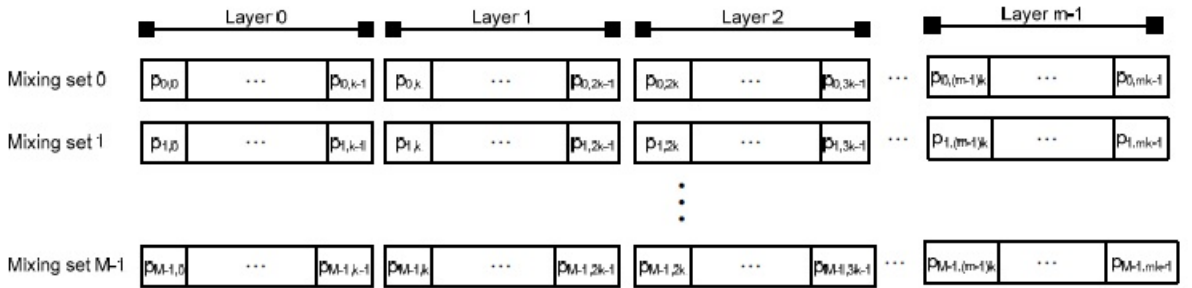 Layer 0 Layer 1 Layer 2 Layer m-1
Mixing set 0 p0,0 ... p0,k-1 p0,k ... p0,2k-1 p0,2k ... p0,3k-1 ... p0,(m-1)k ... p0,mk-1
Mixing set 1 p1,0 ... p1,k-1 p1,k ... p1,2k-1 p1,2k ... p1,3k-1 ... p1.(m-1)k ... p1.mk-1
Mixing set M-1 pM-1,0 ... pM-1,k-1 pM-1,k ... pM-1,2k-1 pM-1,2k ... pM-1,3k-1 ... pM-1.(m-1)k ... pM-1.mk-1